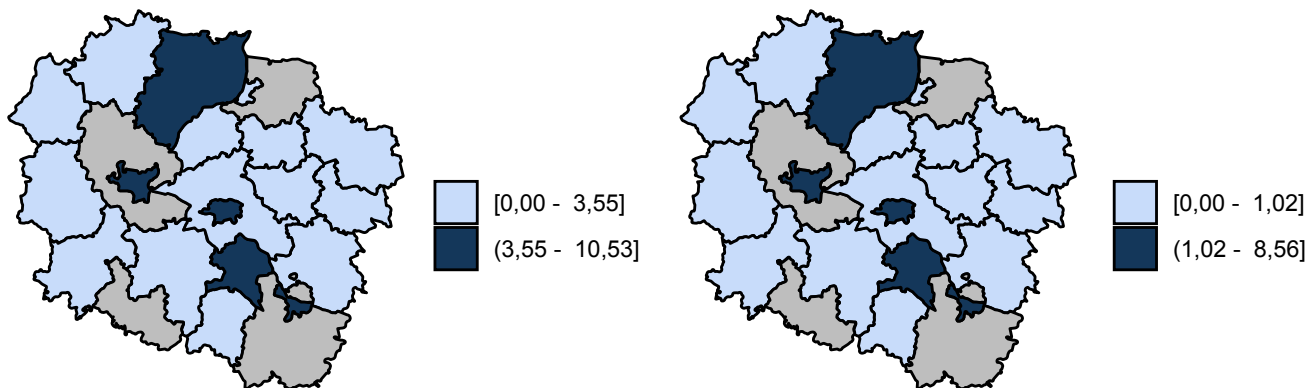 [0,00 -  3,55]
(3,55 -  10,53]
[0,00 -  1,02]
(1,02 -  8,56]